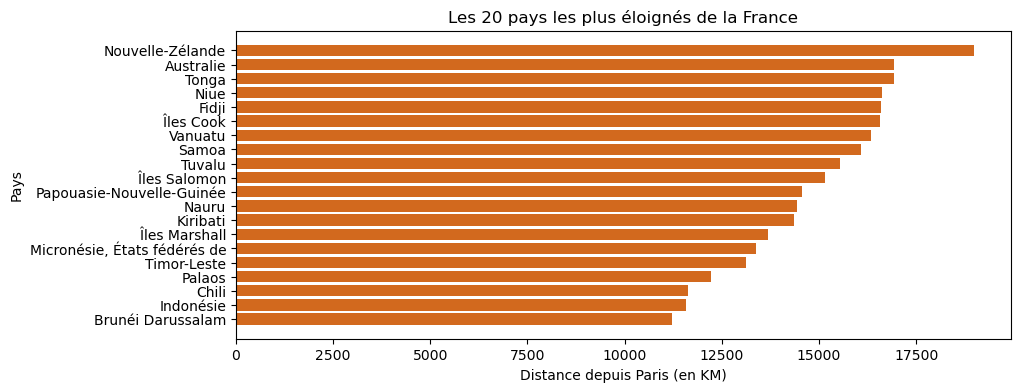 Les 20 pays les plus éloignés de la France
Pays
Nouvelle-Zélande
Australie
Tonga
Niue
Fidji
Îles Cook
Vanuatu
Samoa
Tuvalu
Îles Salomon
Papouasie-Nouvelle-Guinée
Nauru
Kiribati
Îles Marshall
Micronésie, États fédérés de
Timor-Leste
Palaos
Chili
Indonésie
Brunéi Darussalam
0 2500 5000 7500 10000 12500 15000 17500
Distance depuis Paris (en KM)